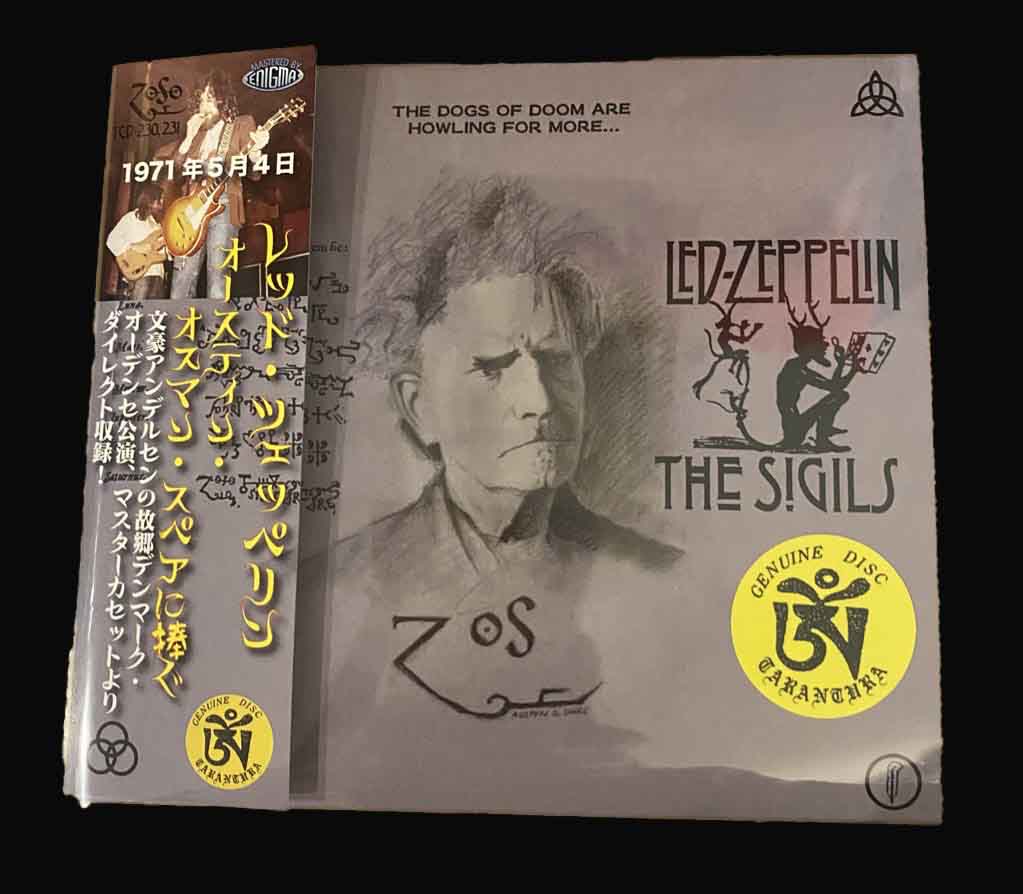 MASTERED BY
ENIGMA
ZoSo
TCD-230,231
1971年5月4日
レッド・ツェッペリン
オースティン・
オスマン・スペアに捧ぐ
文豪アンデルセンの故郷デンマーク・
オーデンセ公演、マスターカセットより
ダイレクト収録!
GENUINE DISC
TARANTURA
THE DOGS OF DOOM ARE
HOWLING FOR MORE...
LED-ZEPPELIN
THE SIGILS
GENUINE DISC
TARANTURA
ZOS